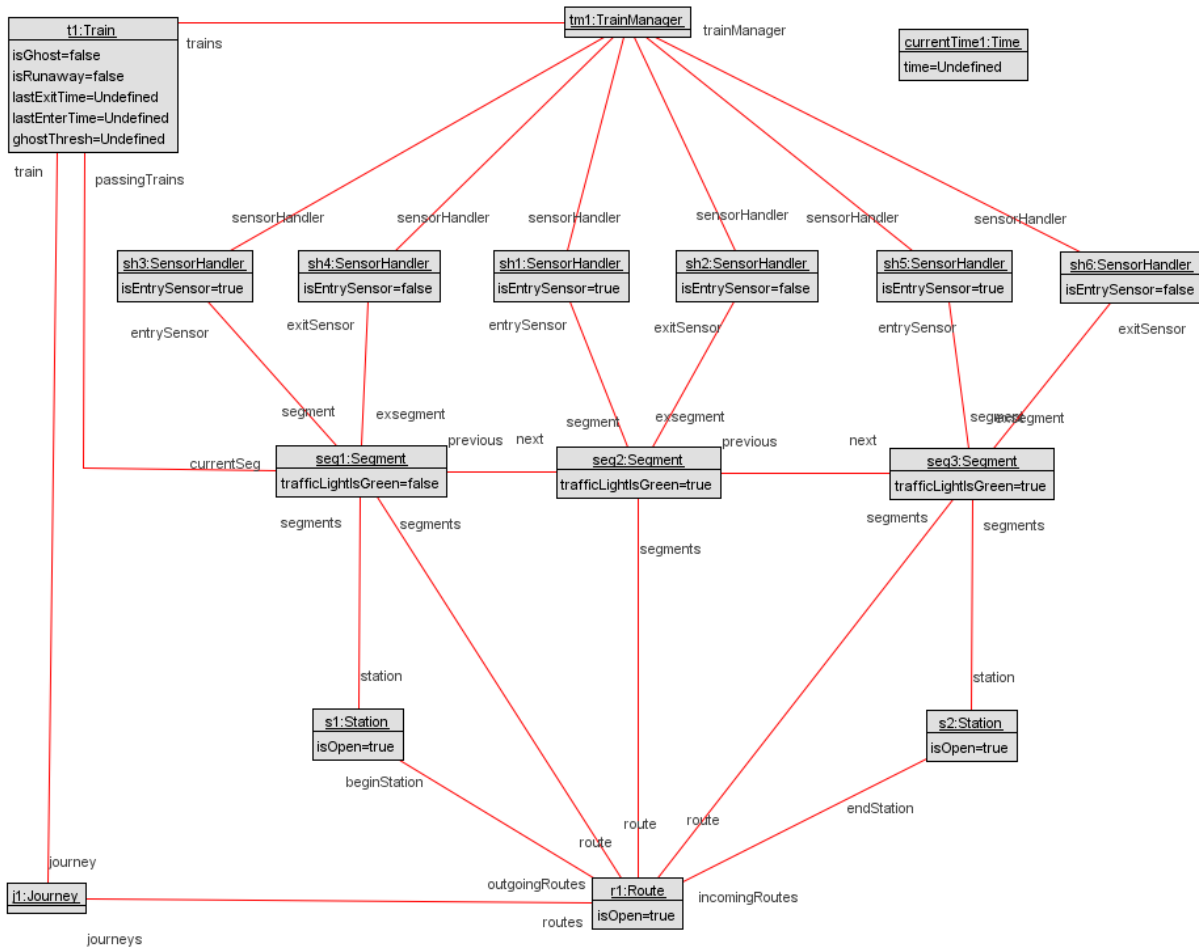 t1:Train
isGhost=false
isRunaway=false
lastExitTime=Undefined
lastEnterTime=Undefined
ghostThresh=Undefined
trains
tm1:TrainManager
trainManager
currentTime1:Time
time=Undefined
train
passingTrains
sensorHandler
sensorHandler
sensorHandler
sensorHandler
sensorHandler
sensorHandler
sh3:SensorHandler
isEntrySensor=true
sh4:SensorHandler
isEntrySensor=false
sh1:SensorHandler
isEntrySensor=true
sh2:SensorHandler
isEntrySensor=false
sh5:SensorHandler
isEntrySensor=true
sh6:SensorHandler
isEntrySensor=false
entrySensor
exitSensor
entrySensor
exitSensor
entrySensor
exitSensor
segment
exsegment
segment
exsegment
segment
exsegment
currentSeg
previous
next
previous
next
seg1:Segment
trafficLightIsGreen=false
seg2:Segment
trafficLightIsGreen=true
seg3:Segment
trafficLightIsGreen=true
segments
segments
segments
segments
segments
station
station
s1:Station
isOpen=true
s2:Station
isOpen=true
beginStation
endStation
route
route
route
journey
j1:Journey
journeys
outgoingRoutes
incomingRoutes
routes
r1:Route
isOpen=true